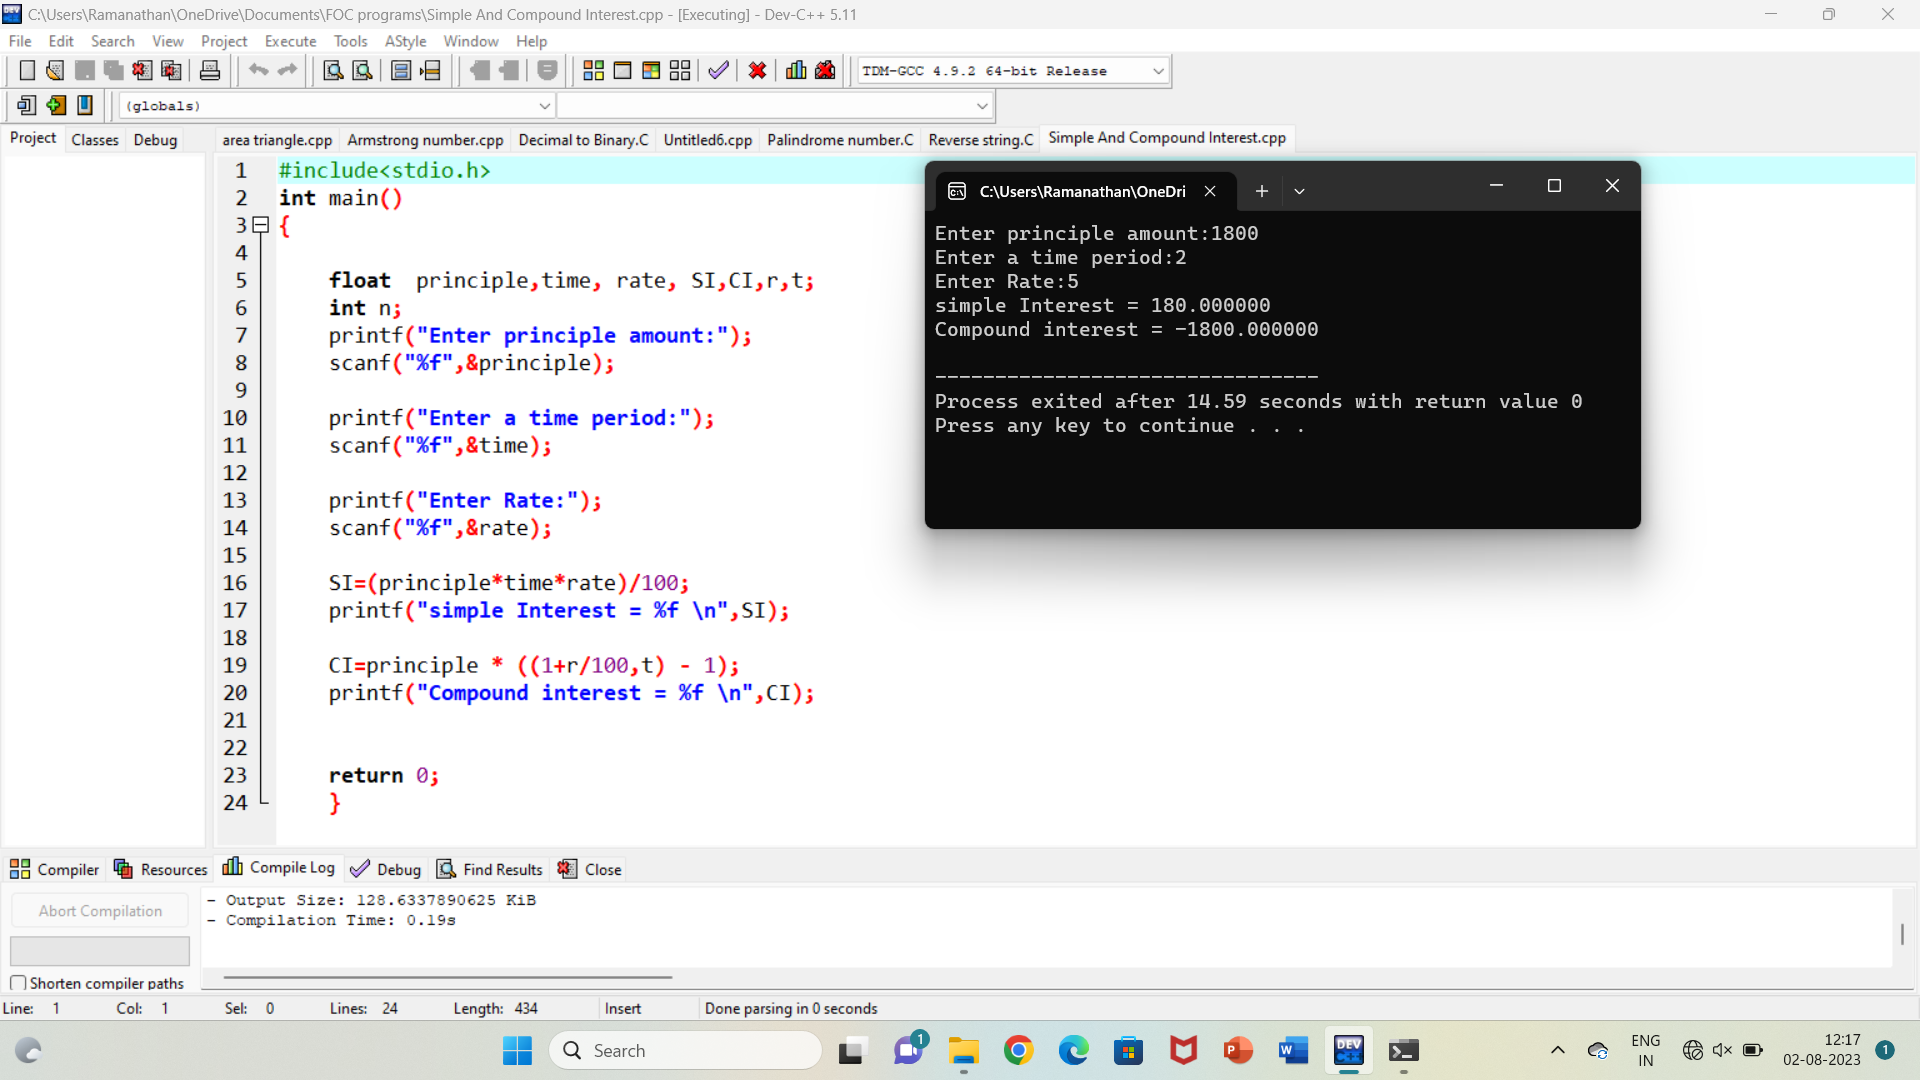 C:\Users\Ramanathan\OneDrive\Documents\FOC programs\Simple And Compound Interest.cpp - [Executing] - Dev-C++ 5.11
File Edit Search View Project Execute Tools AStyle Window Help
TDM-GCC 4.9.2 64-bit Release
(globals)
Project Classes Debug
area triangle.cpp Armstrong number.cpp Decimal to Binary.C Untitled6.cpp Palindrome number.C Reverse string.C Simple And Compound Interest.cpp
1 #include<stdio.h>
2 int main()
3 {
4
5 float  principle,time, rate, SI,CI,r,t;
6 int n;
7 printf("Enter principle amount:");
8 scanf("%f",&principle);
9
10 printf("Enter a time period:");
11 scanf("%f",&time);
12
13 printf("Enter Rate:");
14 scanf("%f",&rate);
15
16 SI=(principle*time*rate)/100;
17 printf("simple Interest = %f \n",SI);
18
19 CI=principle * ((1+r/100,t) - 1);
20 printf("Compound interest = %f \n",CI);
21
22
23 return 0;
24 }
C:\Users\Ramanathan\OneDri
Enter principle amount:1800
Enter a time period:2
Enter Rate:5
simple Interest = 180.000000
Compound interest = -1800.000000
--------------------------------
Process exited after 14.59 seconds with return value 0
Press any key to continue . . .
Compiler Resources Compile Log Debug Find Results Close
Abort Compilation
Shorten compiler paths
- Output Size: 128.6337890625 KiB
- Compilation Time: 0.19s
Line: 1 Col: 1 Sel: 0 Lines: 24 Length: 434 Insert Done parsing in 0 seconds
Search
1
DEV C++
ENG
IN
12:17
02-08-2023
1